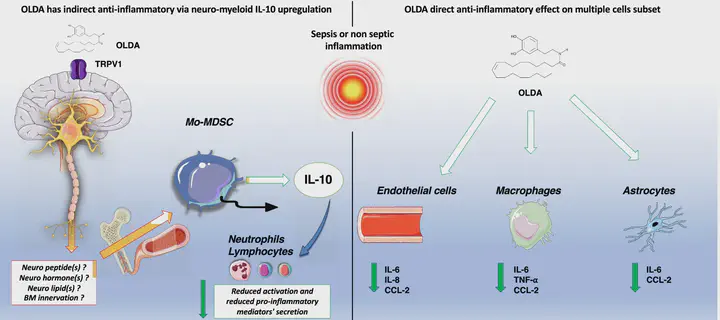 OLDA has indirect anti-inflammatory via neuro-myeloid IL-10 upregulation
OLDA
TRPV1
Mo-MDSC
IL-10
Neutrophils
Lymphocytes
Neuro peptide(s) ?
Neuro hormone(s) ?
Neuro lipid(s) ?
BM innervation ?
Reduced activation and
reduced pro-inflammatory
mediators' secretion
Sepsis or non septic
inflammation
OLDA direct anti-inflammatory effect on multiple cells subset
HO
HO
N
H
O
OLDA
Endothelial cells
Macrophages
Astrocytes
IL-6
IL-8
CCL-2
IL-6
TNF-α
CCL-2
IL-6
CCL-2